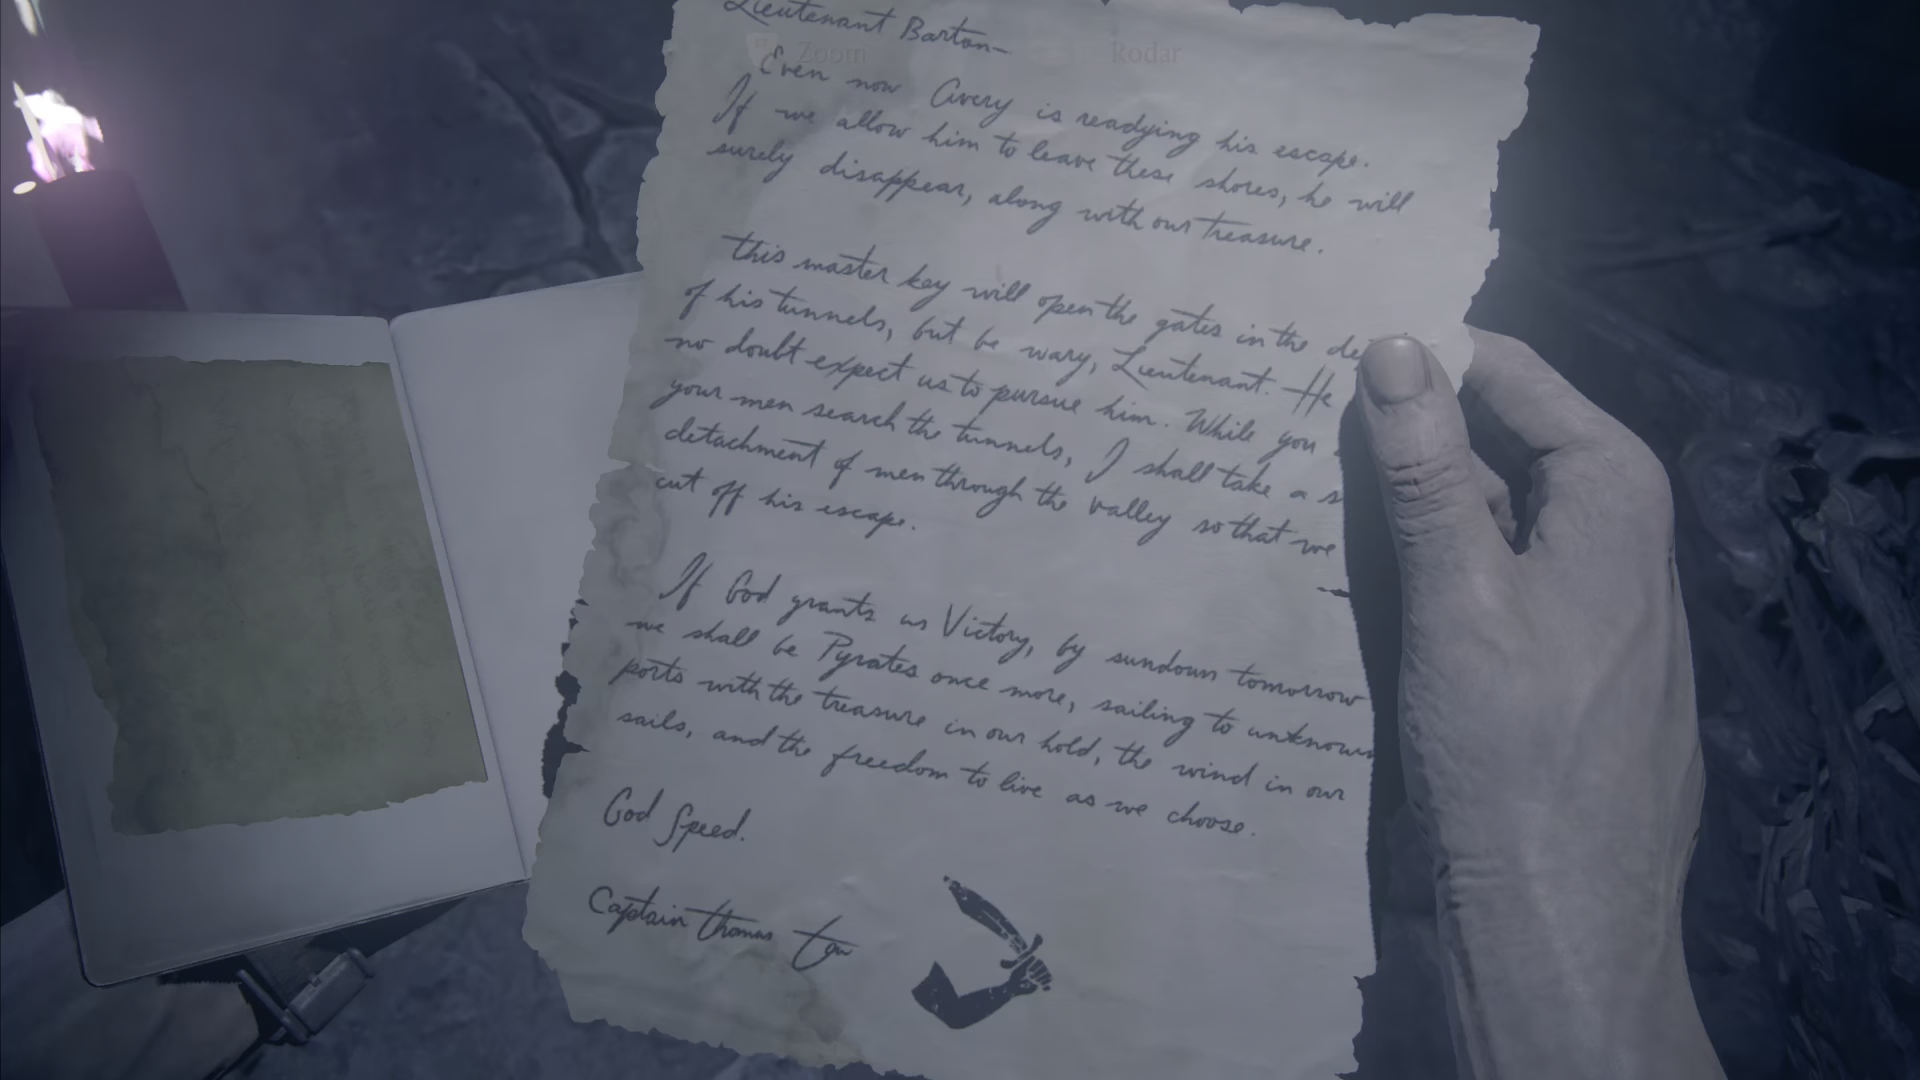 Lieutenant Barton—
Zoom Rodar
Even now Avery is readying his escape.
If we allow him to leave these shores, he will
surely disappear, along with our treasure.
This master key will open the gates in the
of his tunnels, but be wary, Lieutenant. He
no doubt expect us to pursue him. While you
your men search the tunnels, I shall take a
detachment of men through the valley so that we
cut off his escape.
If God grants us Victory, by sundown tomorrow
we shall be Pyrates once more, sailing to unknown
ports with the treasure in our hold, the wind in our
sails, and the freedom to live as we choose.
God Speed.
Captain Thomas Tew